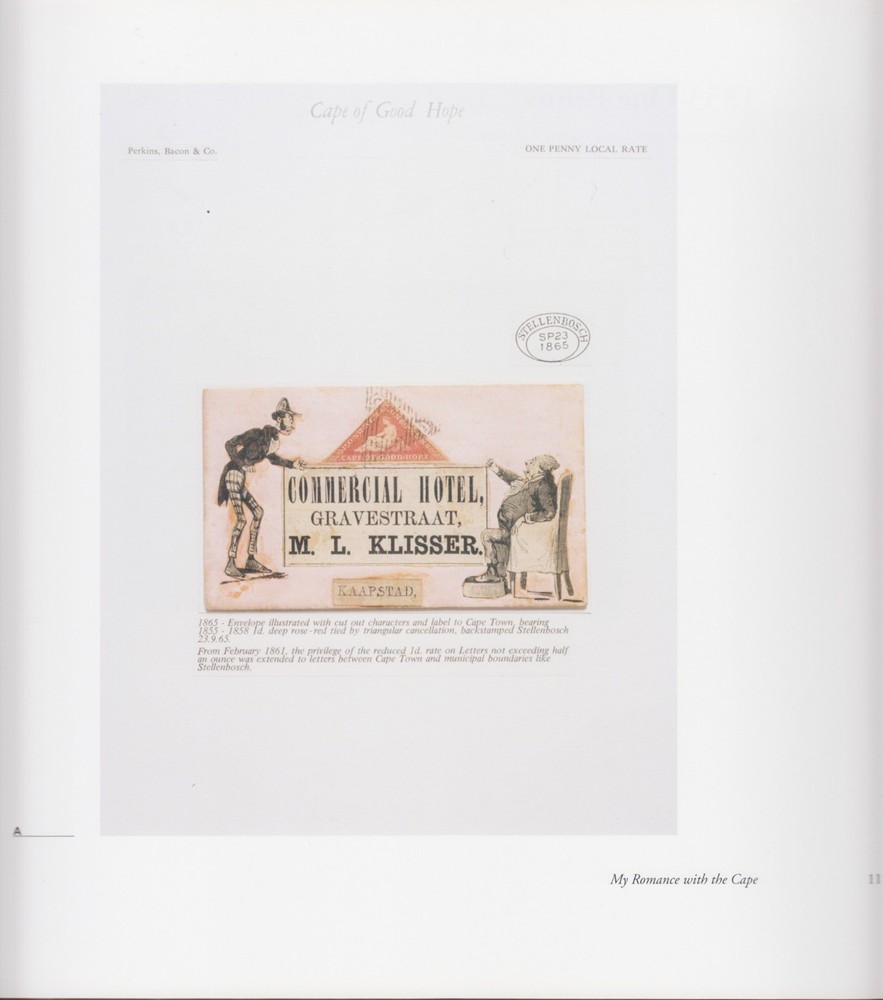 Cape of Good Hope
Perkins, Bacon & Co.
ONE PENNY LOCAL RATE
STELLENBOSCH
SP23
1865
CAPE OF GOOD HOPE
COMMERCIAL HOTEL,
GRAVESTRAAT,
M. L. KLISSER,
KAAPSTAD,
1865 - Envelope illustrated with cut out characters and label to Cape Town, bearing
1855 - 1858 1d. deep rose-red tied by triangular cancellation, backstamped Stellenbosch
23.9.65.
From February 1861, the privilege of the reduced 1d. rate on Letters not exceeding half
an ounce was extended to letters between Cape Town and municipal boundaries like
Stellenbosch.
A
My Romance with the Cape
11